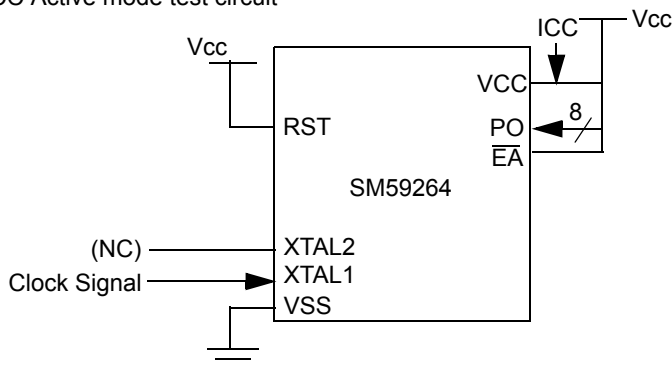 Active mode test circuit
Vcc
ICC
Vcc
VCC
RST
8
PO
EA
SM59264
(NC)
XTAL2
Clock Signal
XTAL1
VSS